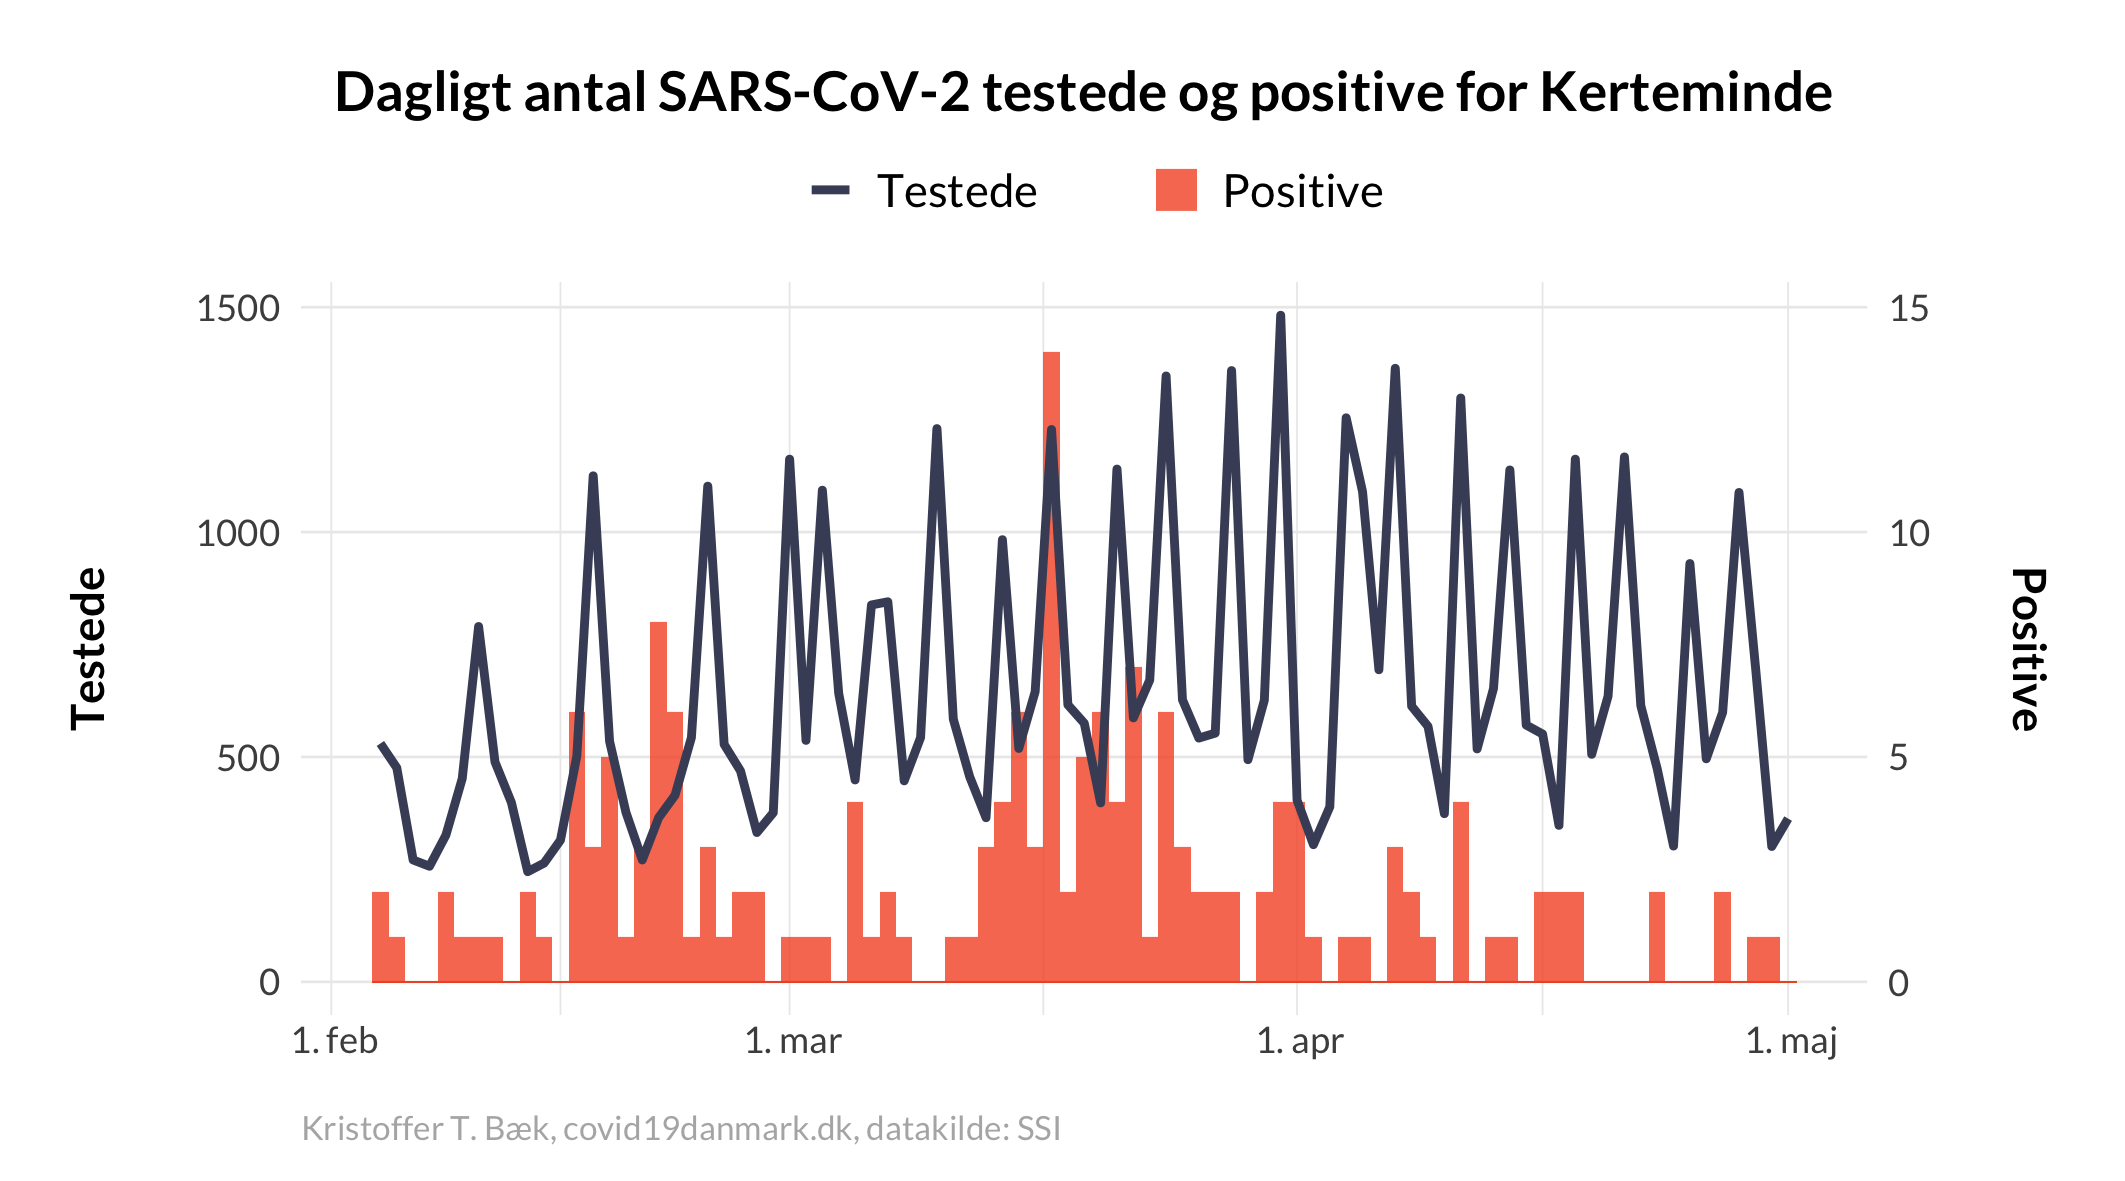 Dagligt antal SARS-CoV-2 testede og positive for Kerteminde
Testede
Positive
1500
1000
500
0
15
10
5
0
Testede
Positive
1. feb
1. mar
1. apr
1. maj
Kristoffer T. Bæk, covid19danmark.dk, datakilde: SSI